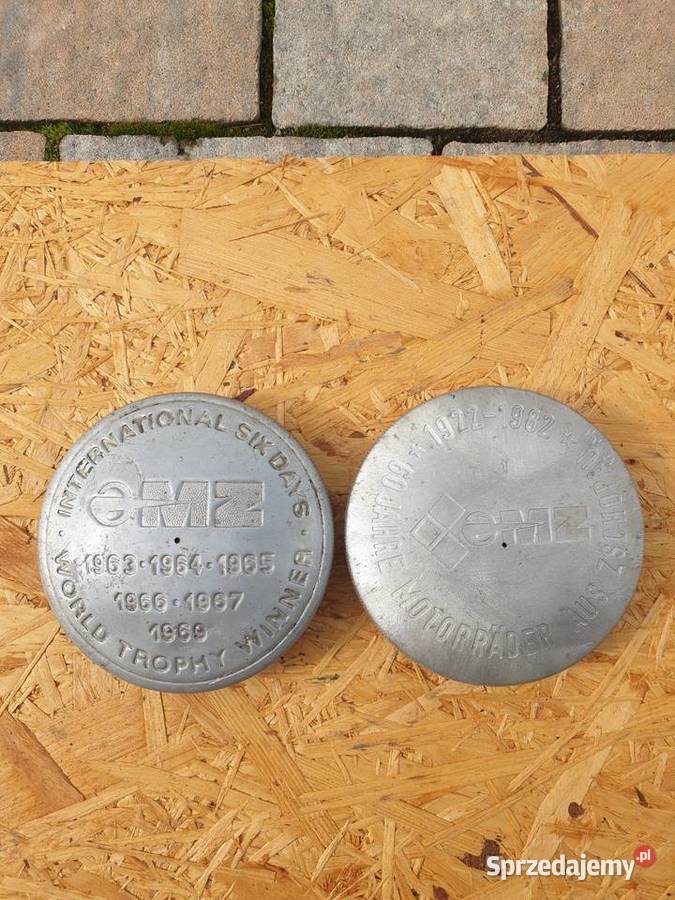 INTERNATIONAL SIX DAYS
MZ
1963·1964·1965
1966·1967
1969
WORLD TROPHY WINNER
1922-1982
MZ
60 JAHRE MOTORRÄDER AUS ZSCHOPAU
Sprzedajemy.pl